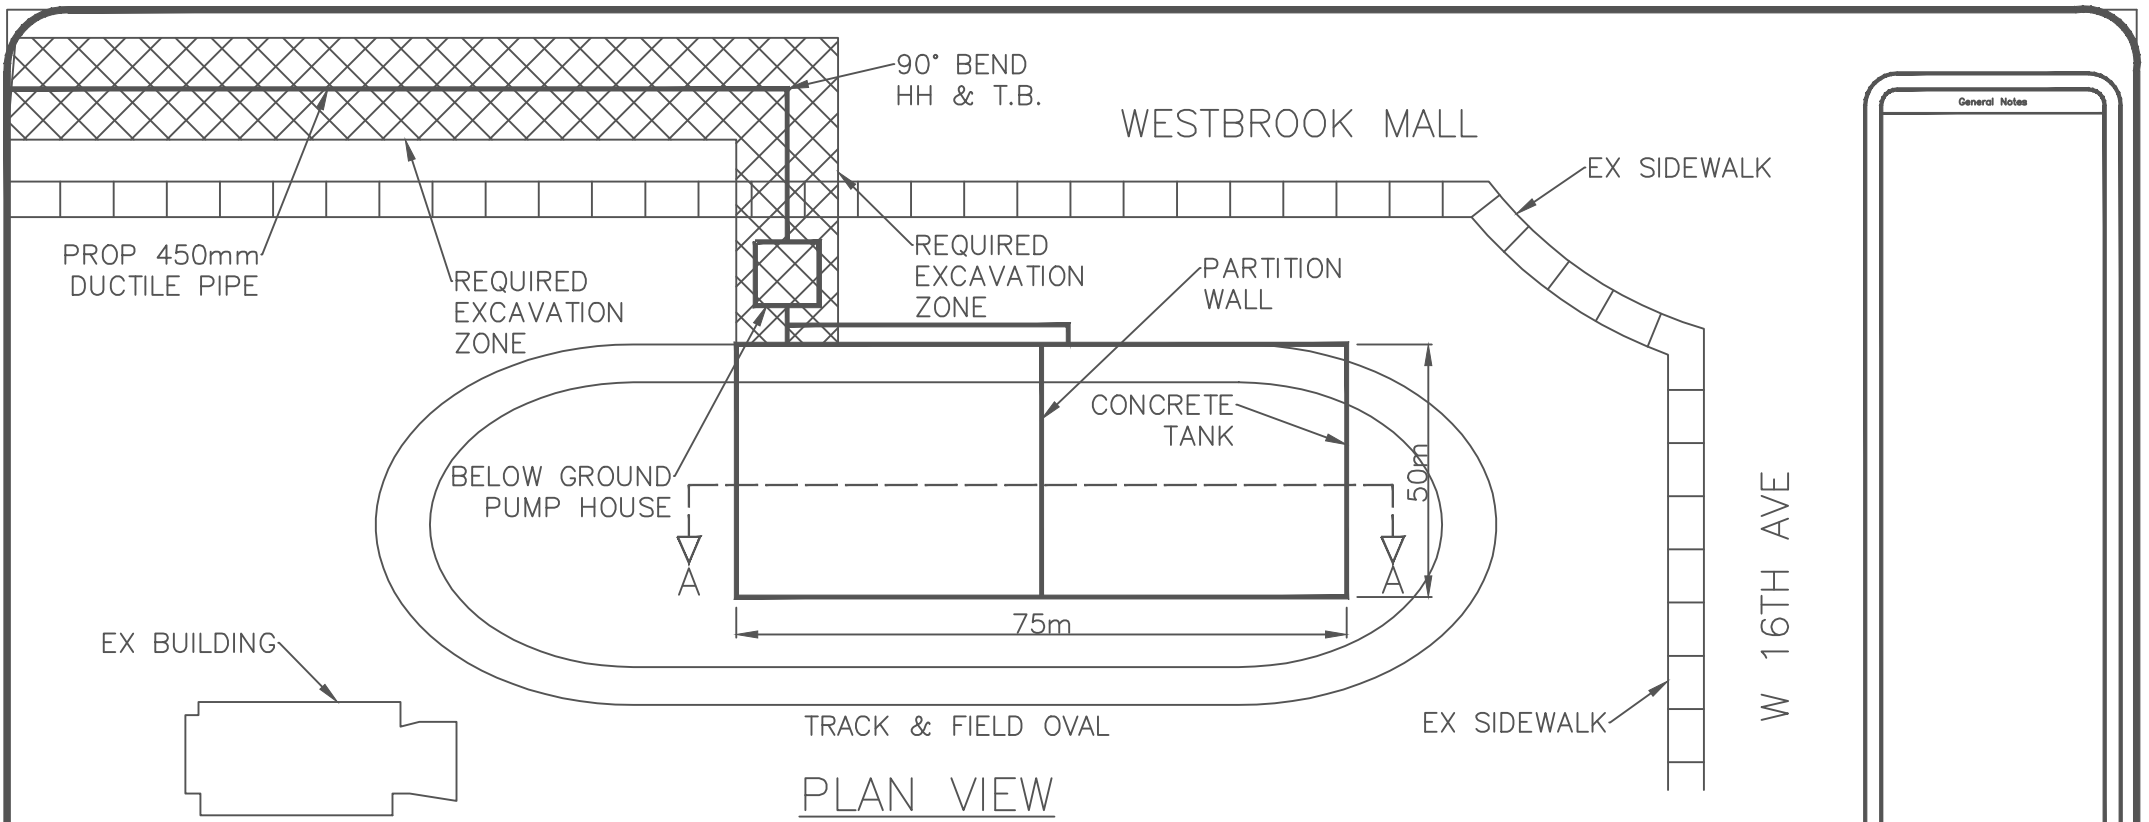 90° BEND
HH & T.B.
WESTBROOK MALL
General Notes
EX SIDEWALK
PROP 450mm
DUCTILE PIPE
REQUIRED
EXCAVATION
ZONE
REQUIRED
EXCAVATION
ZONE
PARTITION
WALL
CONCRETE
TANK
50m
BELOW GROUND
PUMP HOUSE
A
A
75m
W 16TH AVE
EX BUILDING
TRACK & FIELD OVAL
EX SIDEWALK
PLAN VIEW